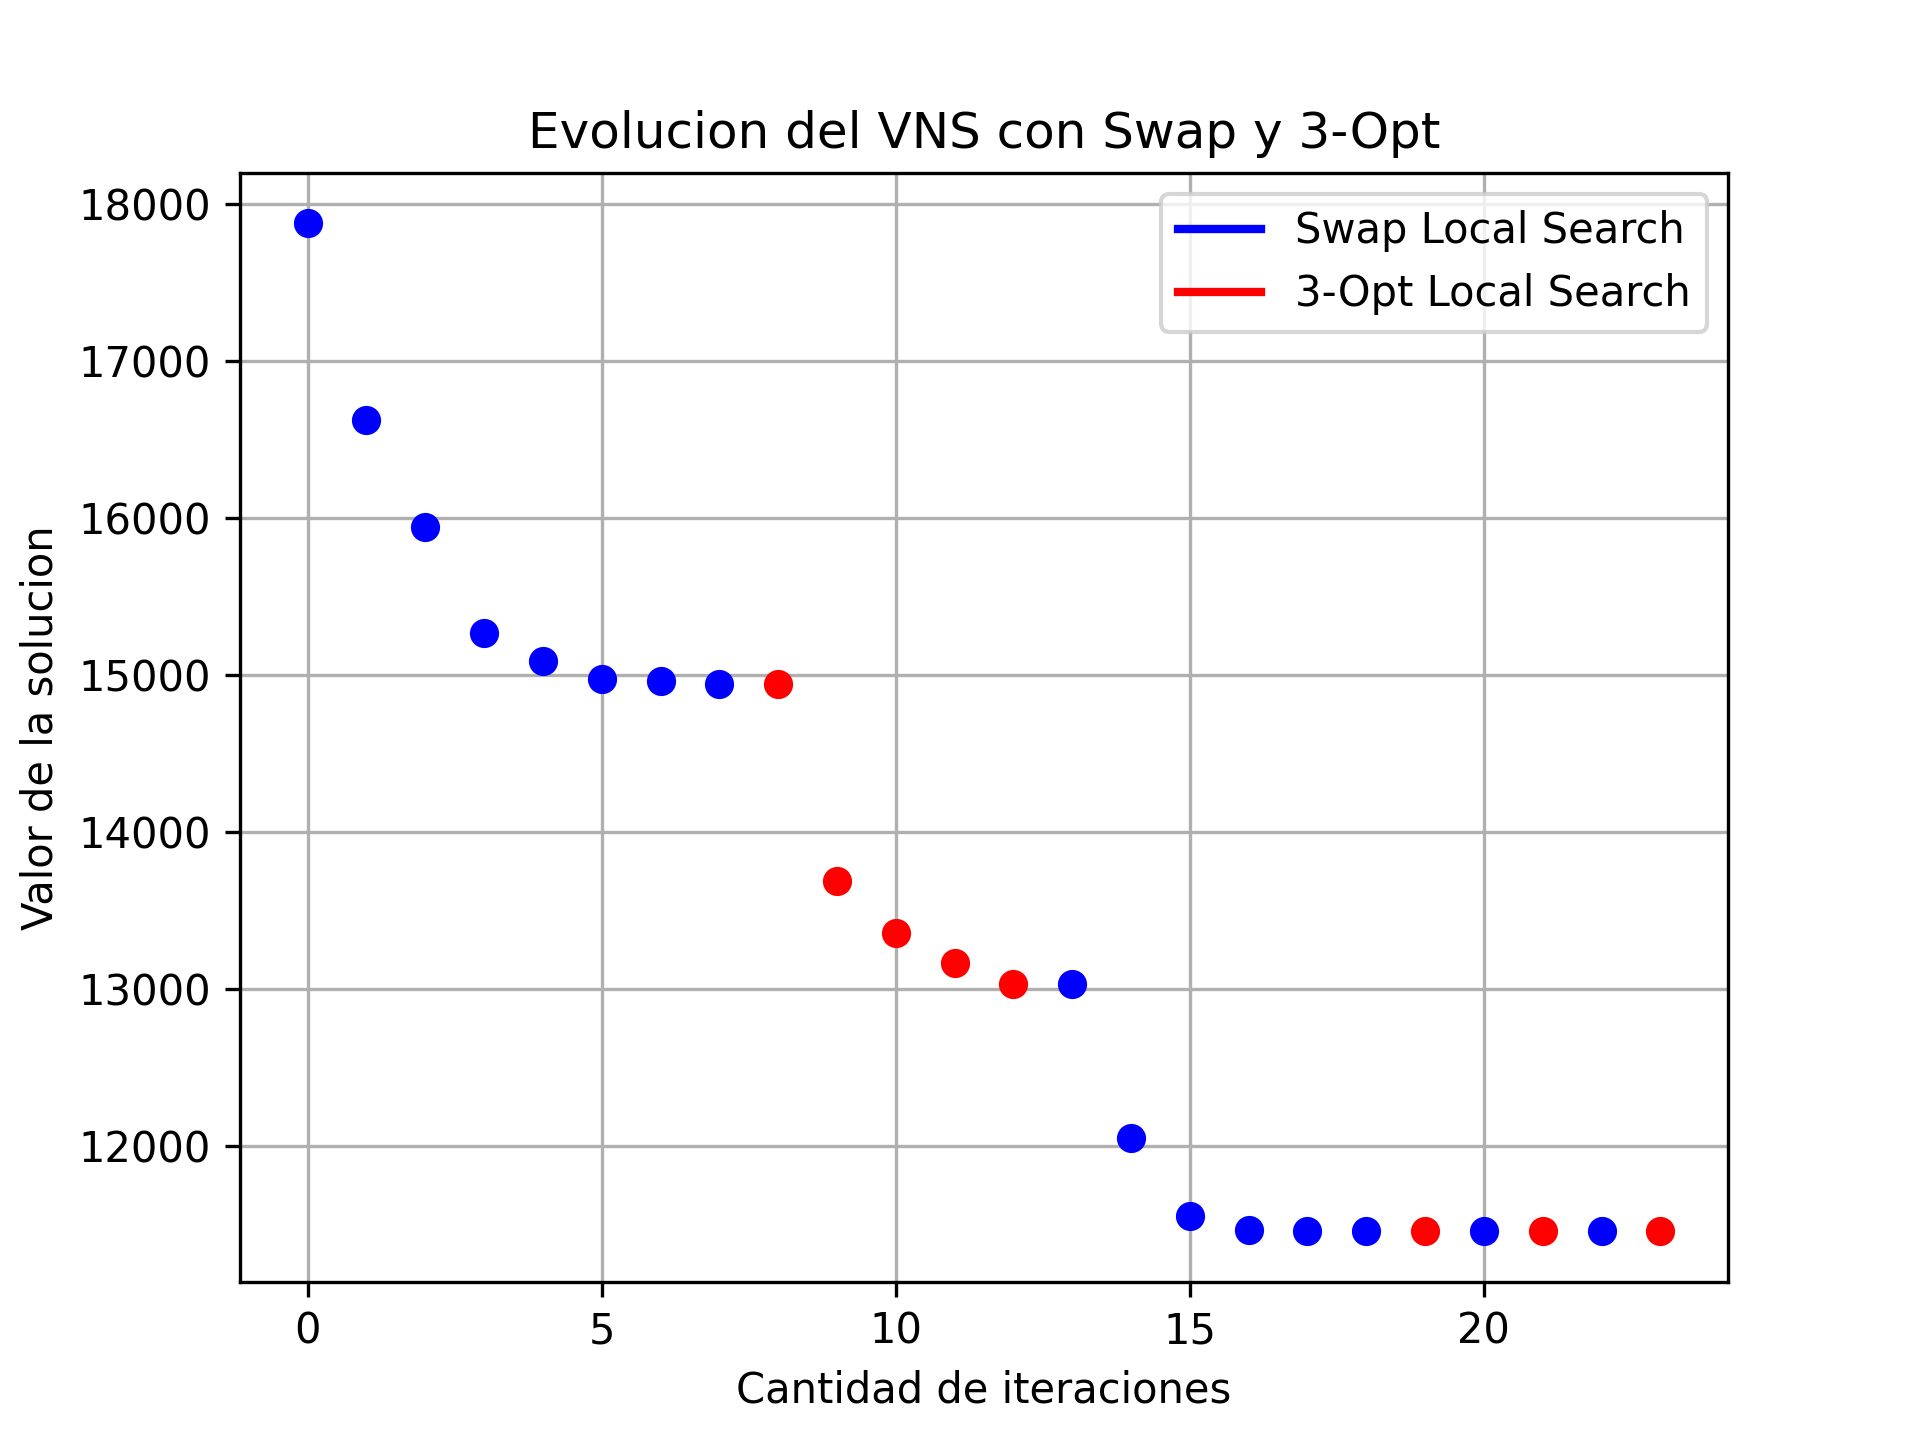 Evolucion del VNS con Swap y 3-Opt
Swap Local Search
3-Opt Local Search
Valor de la solucion
18000
17000
16000
15000
14000
13000
12000
0 5 10 15 20
Cantidad de iteraciones